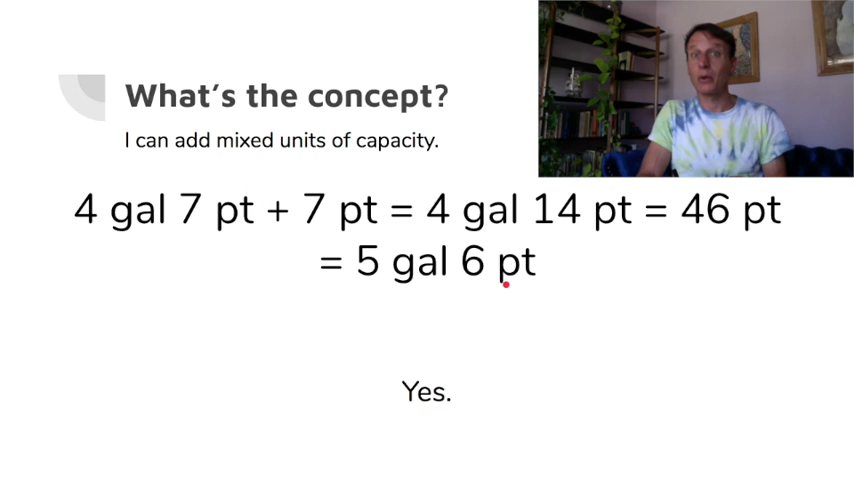 What's the concept?
I can add mixed units of capacity.
4 gal 7 pt + 7 pt = 4 gal 14 pt = 46 pt
= 5 gal 6 pt
Yes.